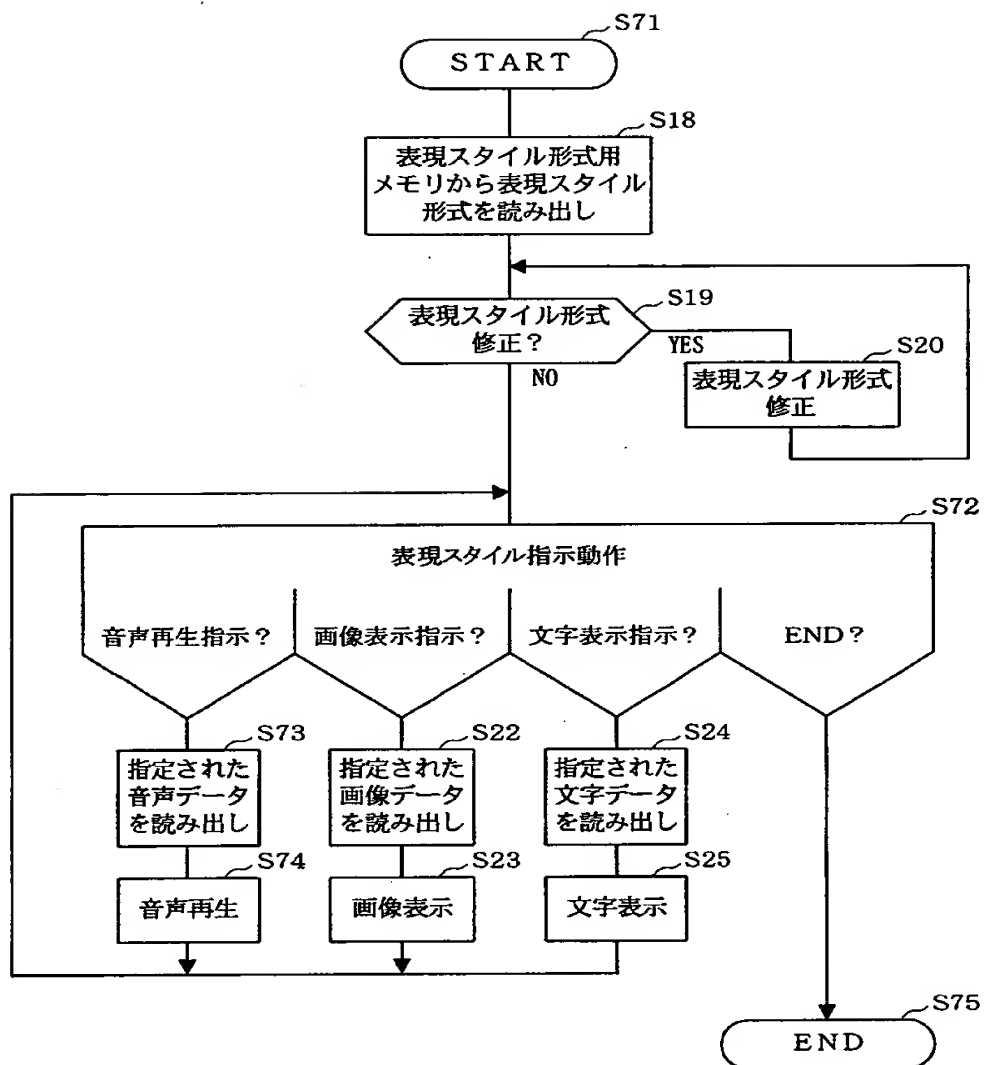 S71
START
S18
表現スタイル形式用
メモリから表現スタイル
形式を読み出し
S19
表現スタイル形式
修正？
YES
NO
S20
表現スタイル形式
修正
S72
表現スタイル指示動作
音声再生指示？
画像表示指示？
文字表示指示？
END？
S73
指定された
音声データ
を読み出し
S22
指定された
画像データ
を読み出し
S24
指定された
文字データ
を読み出し
S74
音声再生
S23
画像表示
S25
文字表示
S75
END